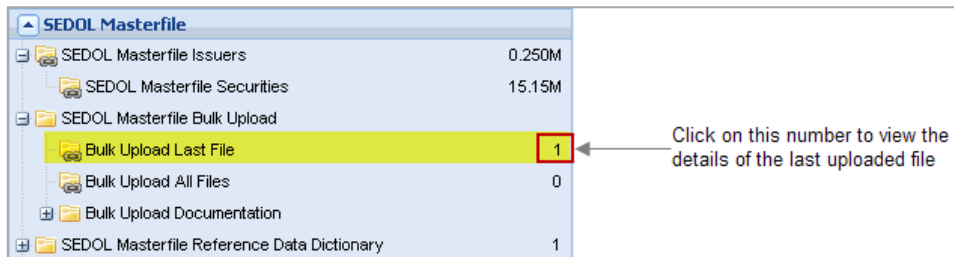 SEDOL Masterfile
SEDOL Masterfile Issuers 0.250M
SEDOL Masterfile Securities 15.15M
SEDOL Masterfile Bulk Upload
Bulk Upload Last File 1
Click on this number to view the
details of the last uploaded file
Bulk Upload All Files 0
Bulk Upload Documentation
SEDOL Masterfile Reference Data Dictionary 1